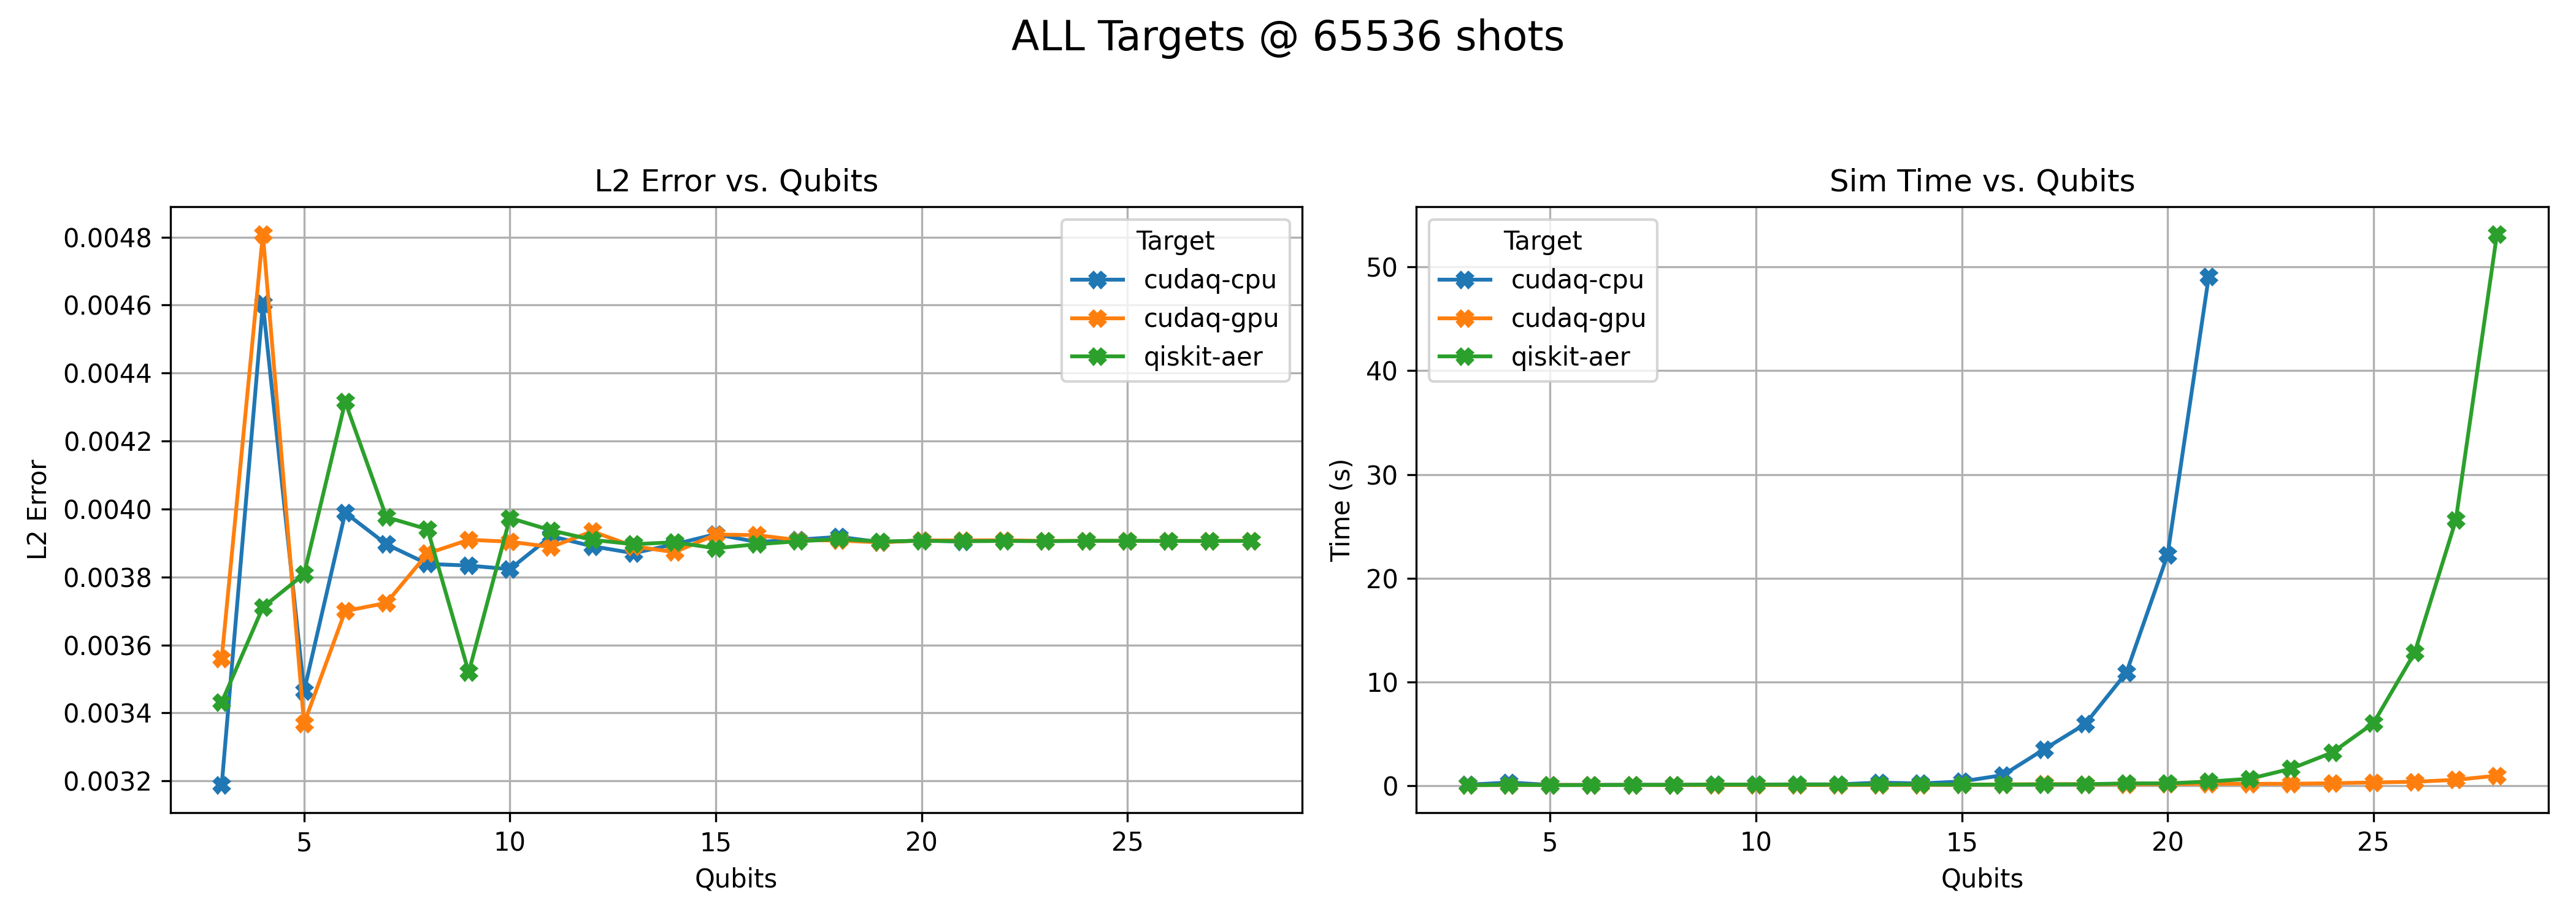 ALL Targets @ 65536 shots
L2 Error vs. Qubits
L2 Error
0.0048
0.0046
0.0044
0.0042
0.0040
0.0038
0.0036
0.0034
0.0032
5 10 15 20 25
Qubits
Target
cudaq-cpu
cudaq-gpu
qiskit-aer
Sim Time vs. Qubits
Time (s)
50
40
30
20
10
0
5 10 15 20 25
Qubits
Target
cudaq-cpu
cudaq-gpu
qiskit-aer